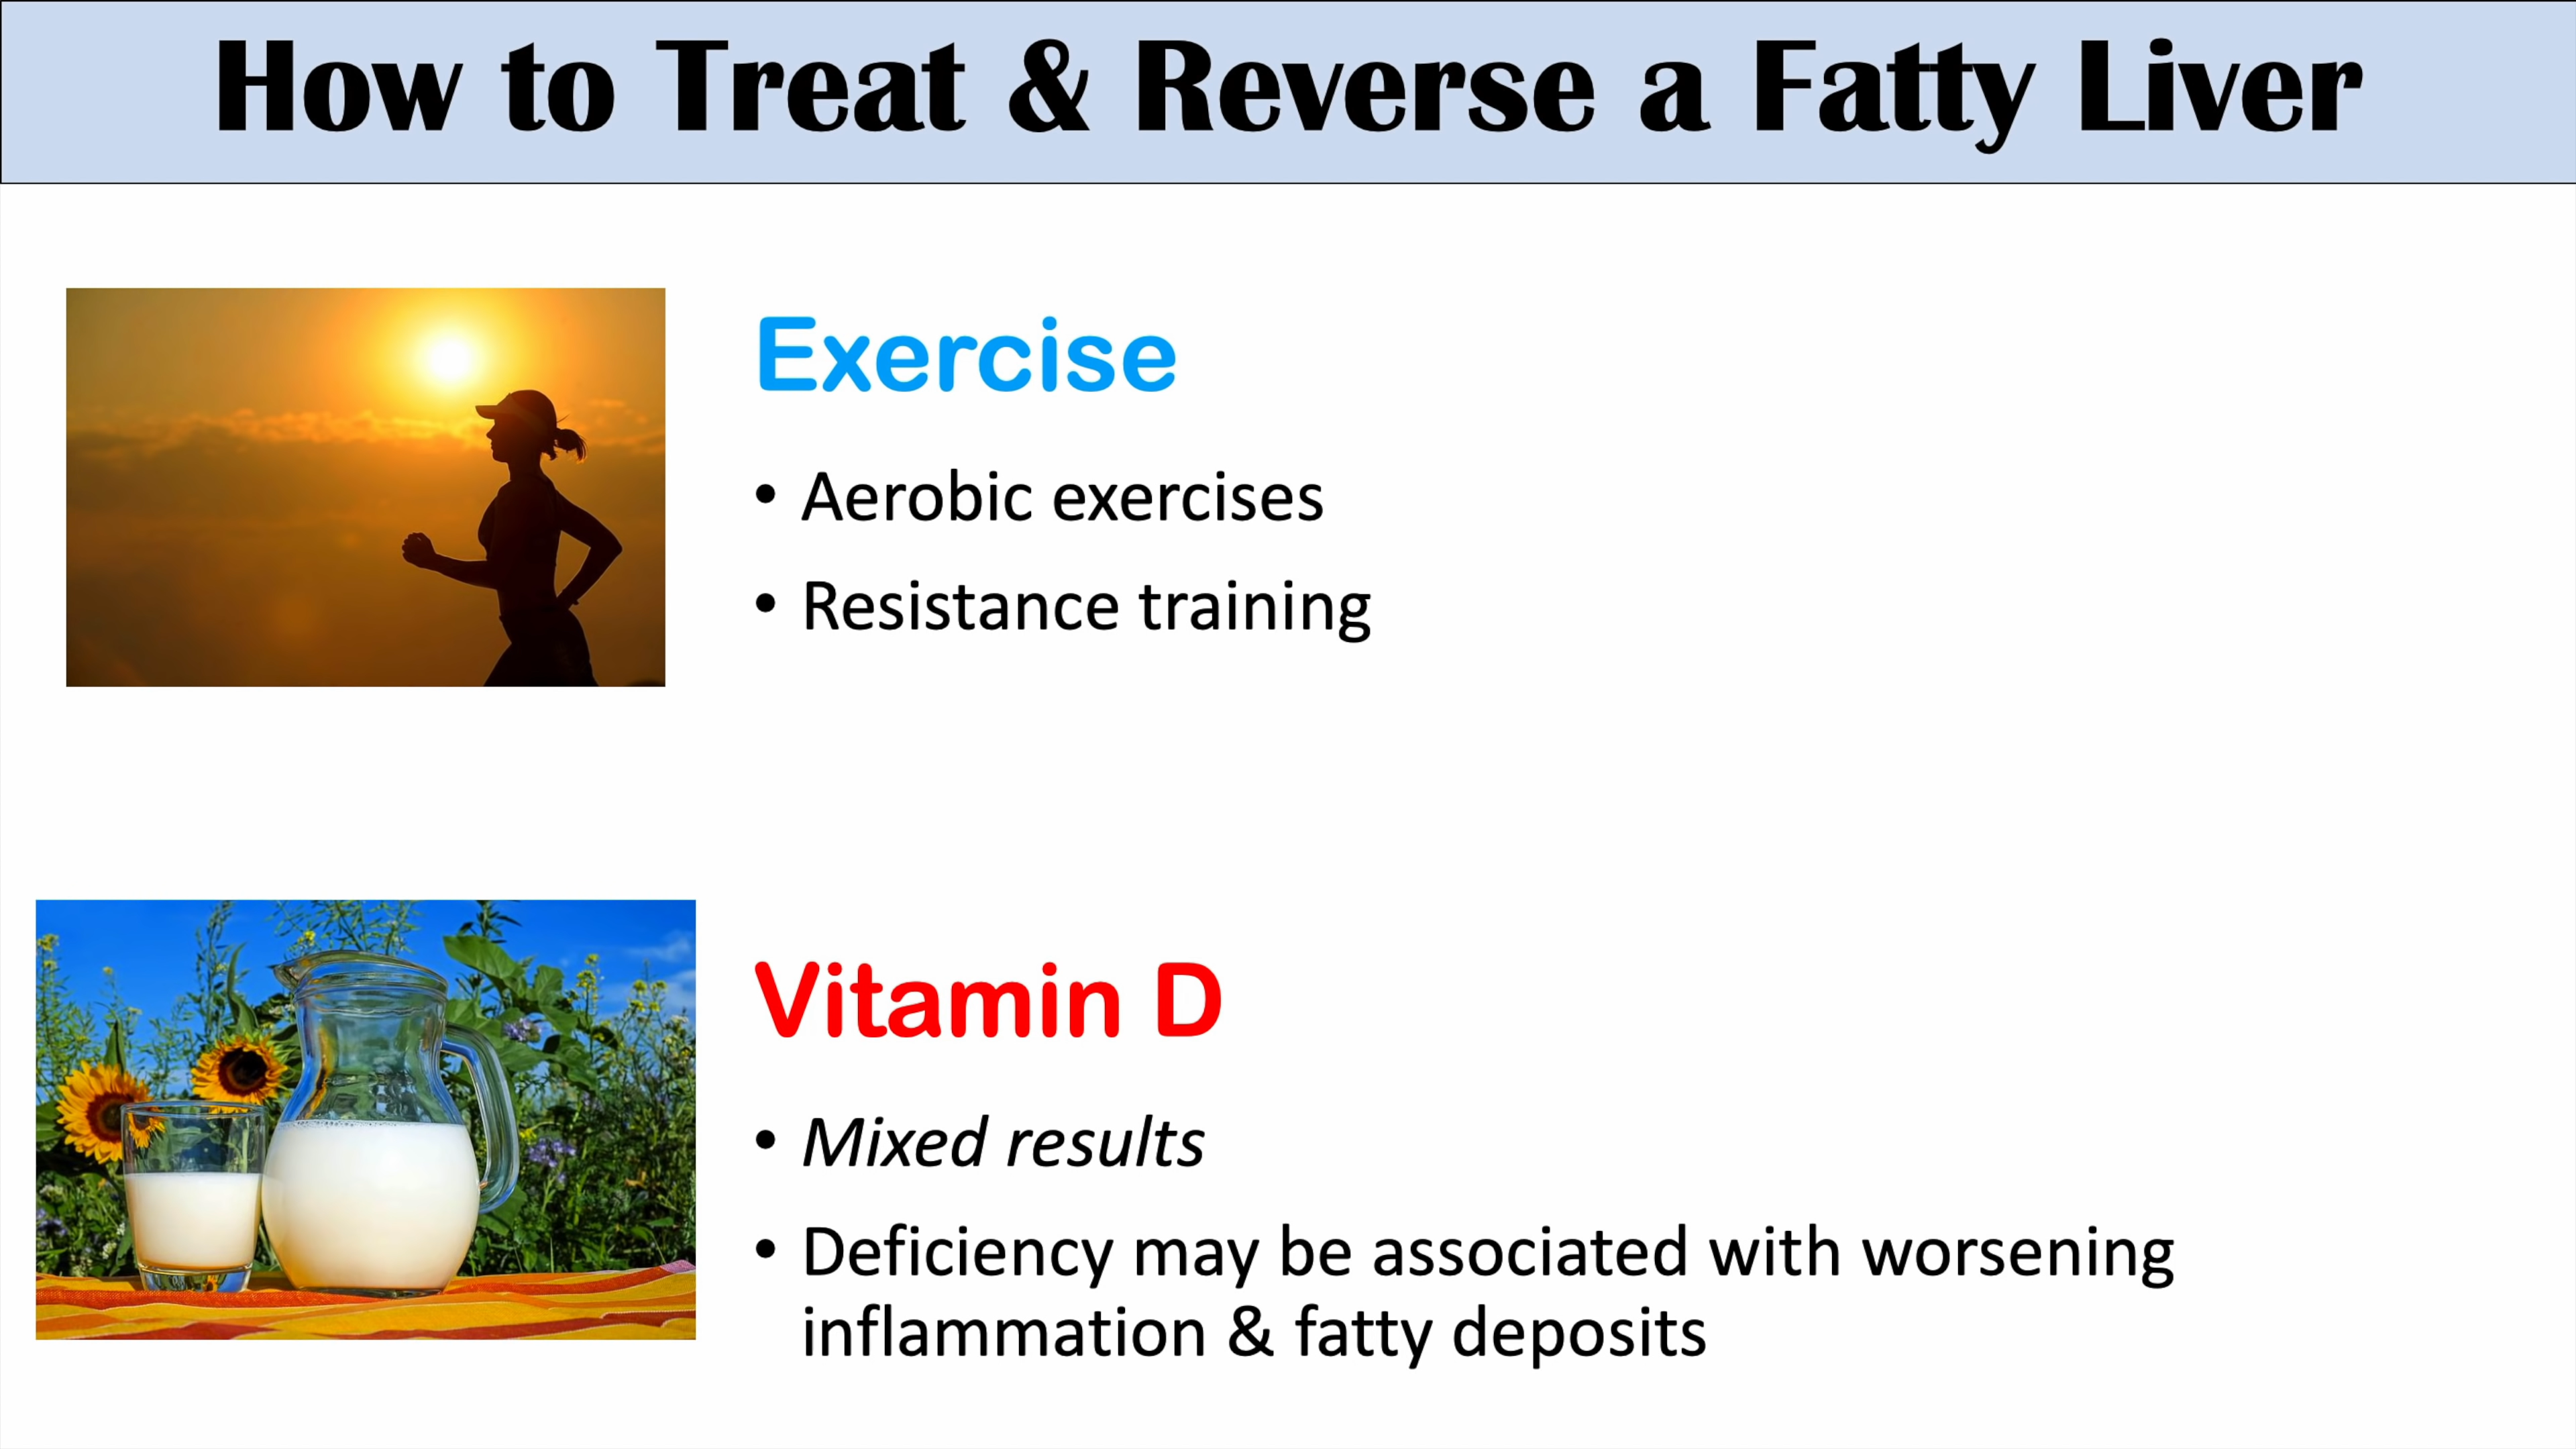 How to Treat & Reverse a Fatty Liver
Exercise
• Aerobic exercises
• Resistance training
Vitamin D
• Mixed results
• Deficiency may be associated with worsening
inflammation & fatty deposits